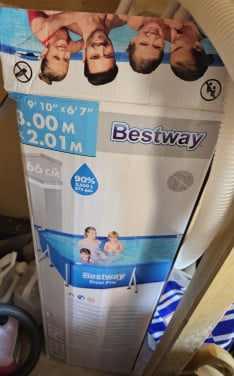 9' 10" x 6' 7"
3.00 M
x 2.01 M
Bestway
66 cm
90%
Bestway
Steel Pro